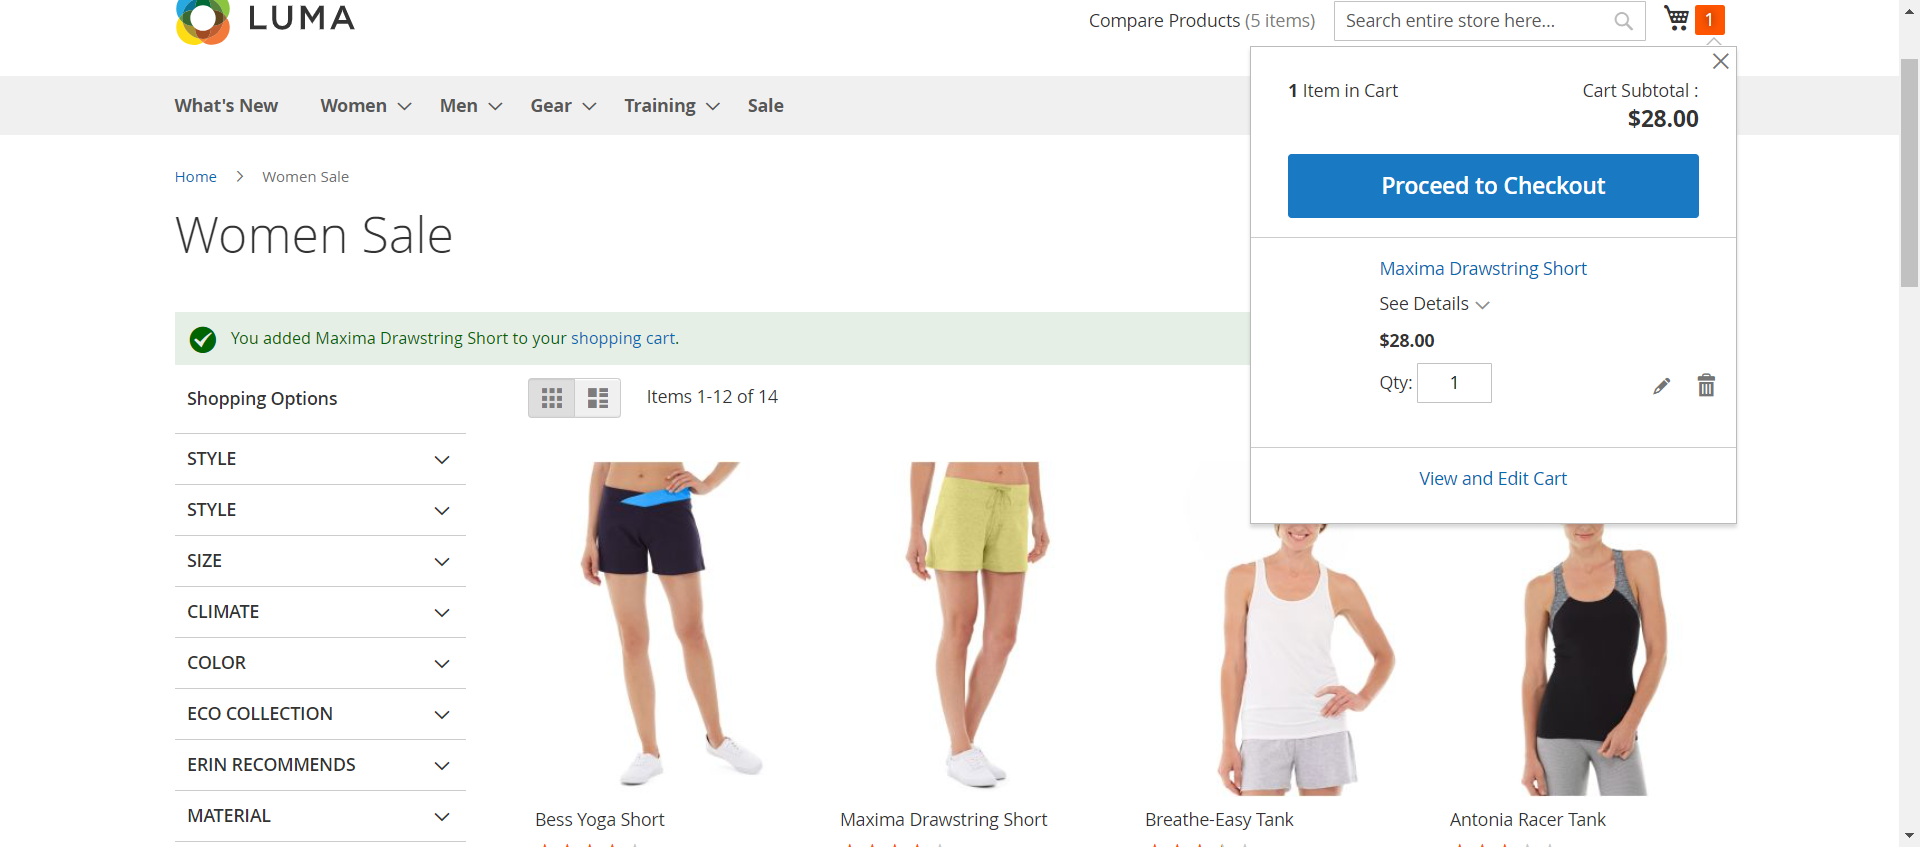 LUMA
Compare Products (5 items)
Search entire store here...
1
What's New
Women
Men
Gear
Training
Sale
1 Item in Cart
Cart Subtotal :
$28.00
Proceed to Checkout
Home
Women Sale
Women Sale
Maxima Drawstring Short
See Details
$28.00
Qty:
1
View and Edit Cart
You added Maxima Drawstring Short to your shopping cart.
Shopping Options
Items 1-12 of 14
STYLE
STYLE
SIZE
CLIMATE
COLOR
ECO COLLECTION
ERIN RECOMMENDS
MATERIAL
Bess Yoga Short
Maxima Drawstring Short
Breathe-Easy Tank
Antonia Racer Tank